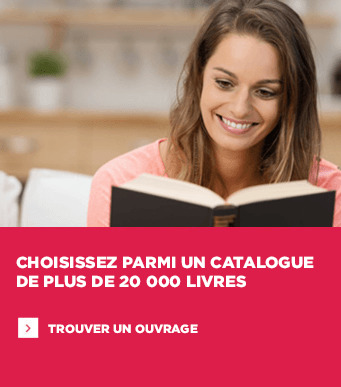 CHOISISSEZ PARMI UN CATALOGUE
DE PLUS DE 20 000 LIVRES
TROUVER UN OUVRAGE